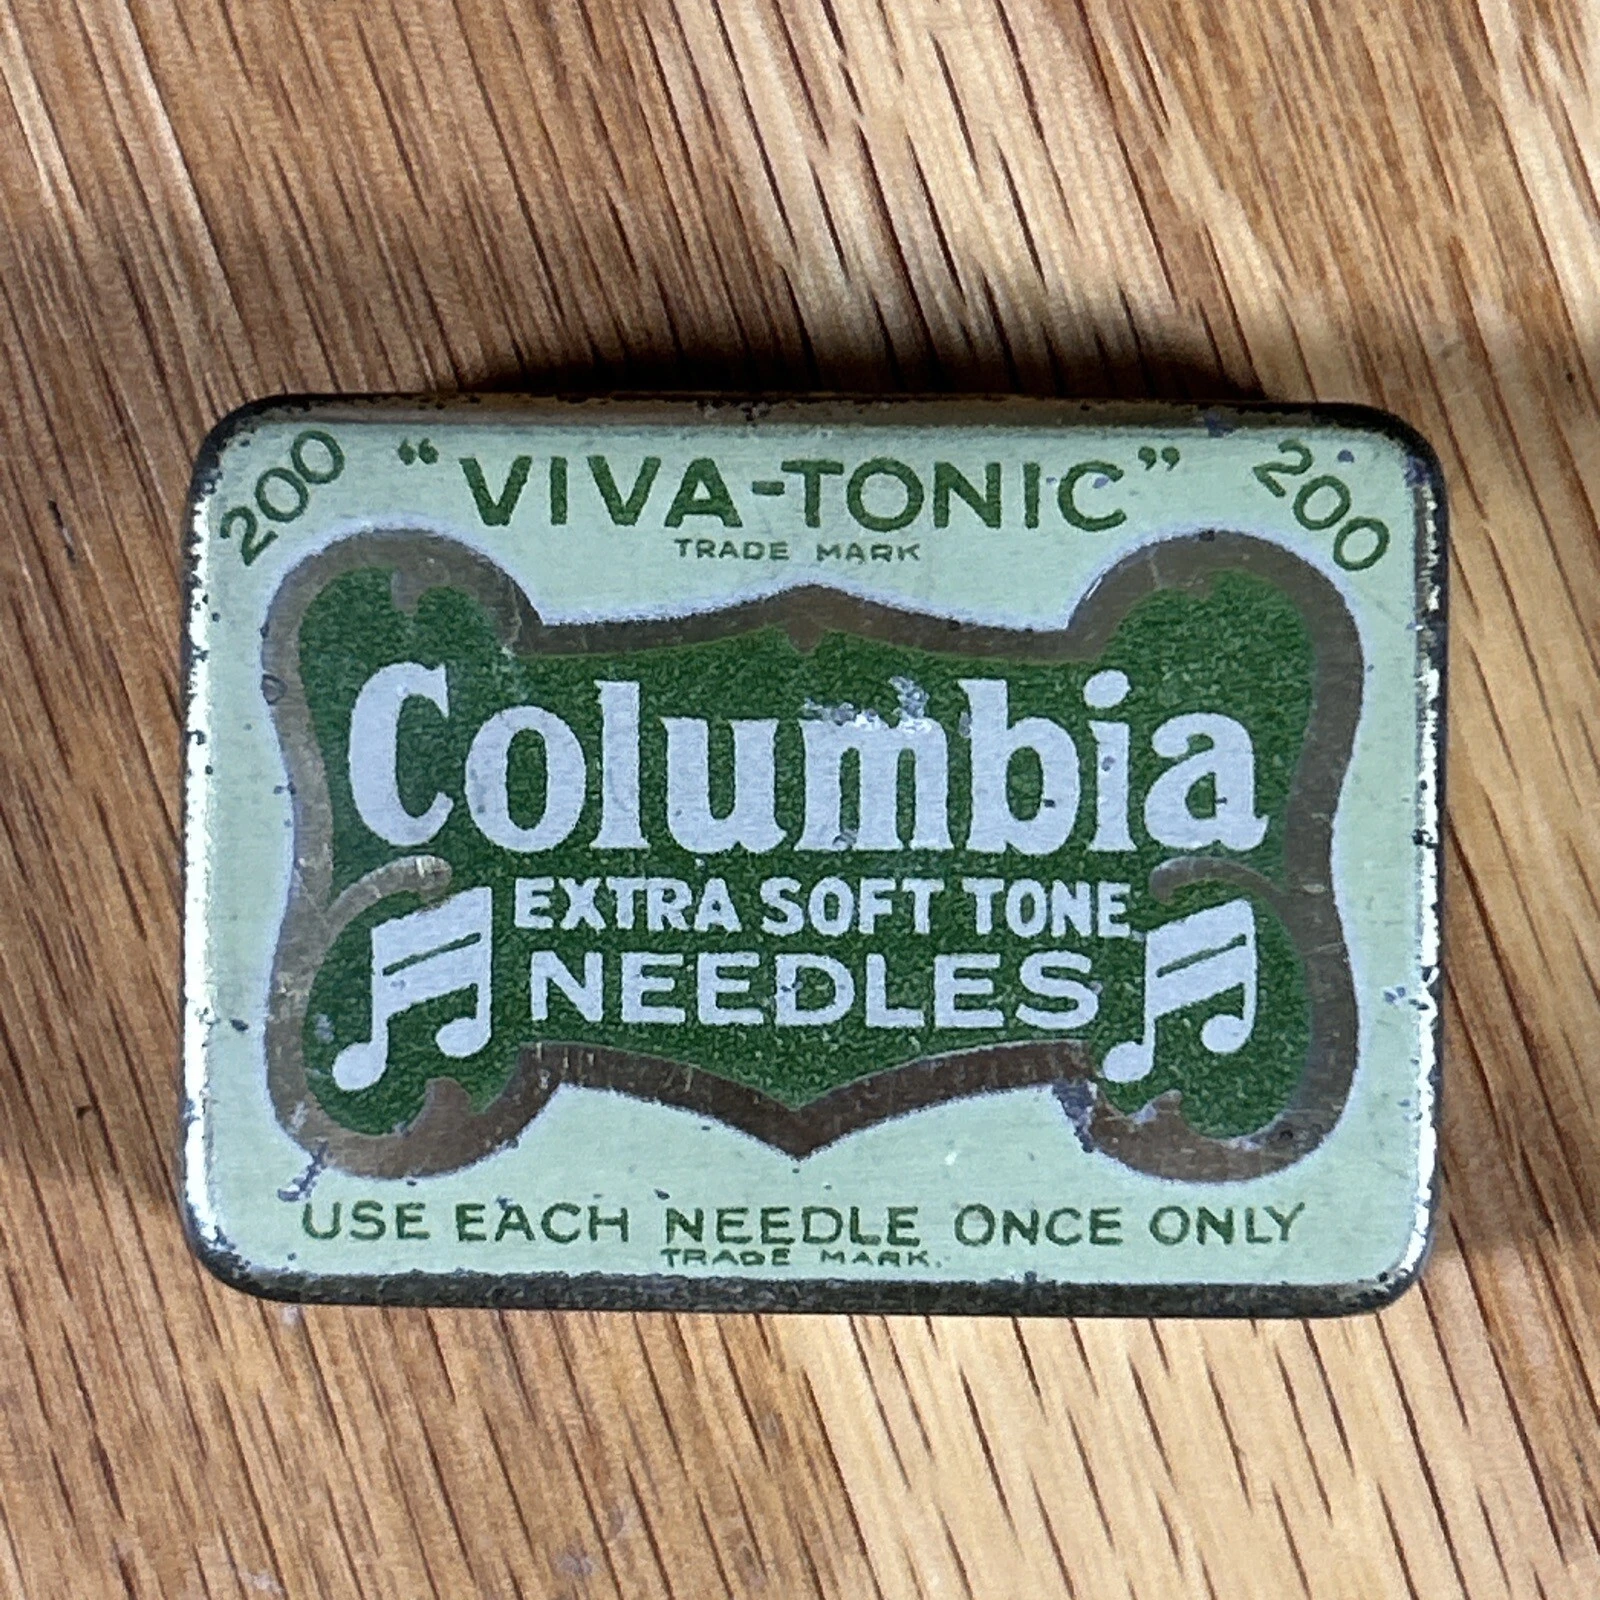 200 “VIVA-TONIC” 200
TRADE MARK
Columbia
EXTRA SOFT TONE
NEEDLES
USE EACH NEEDLE ONCE ONLY
TRADE MARK.